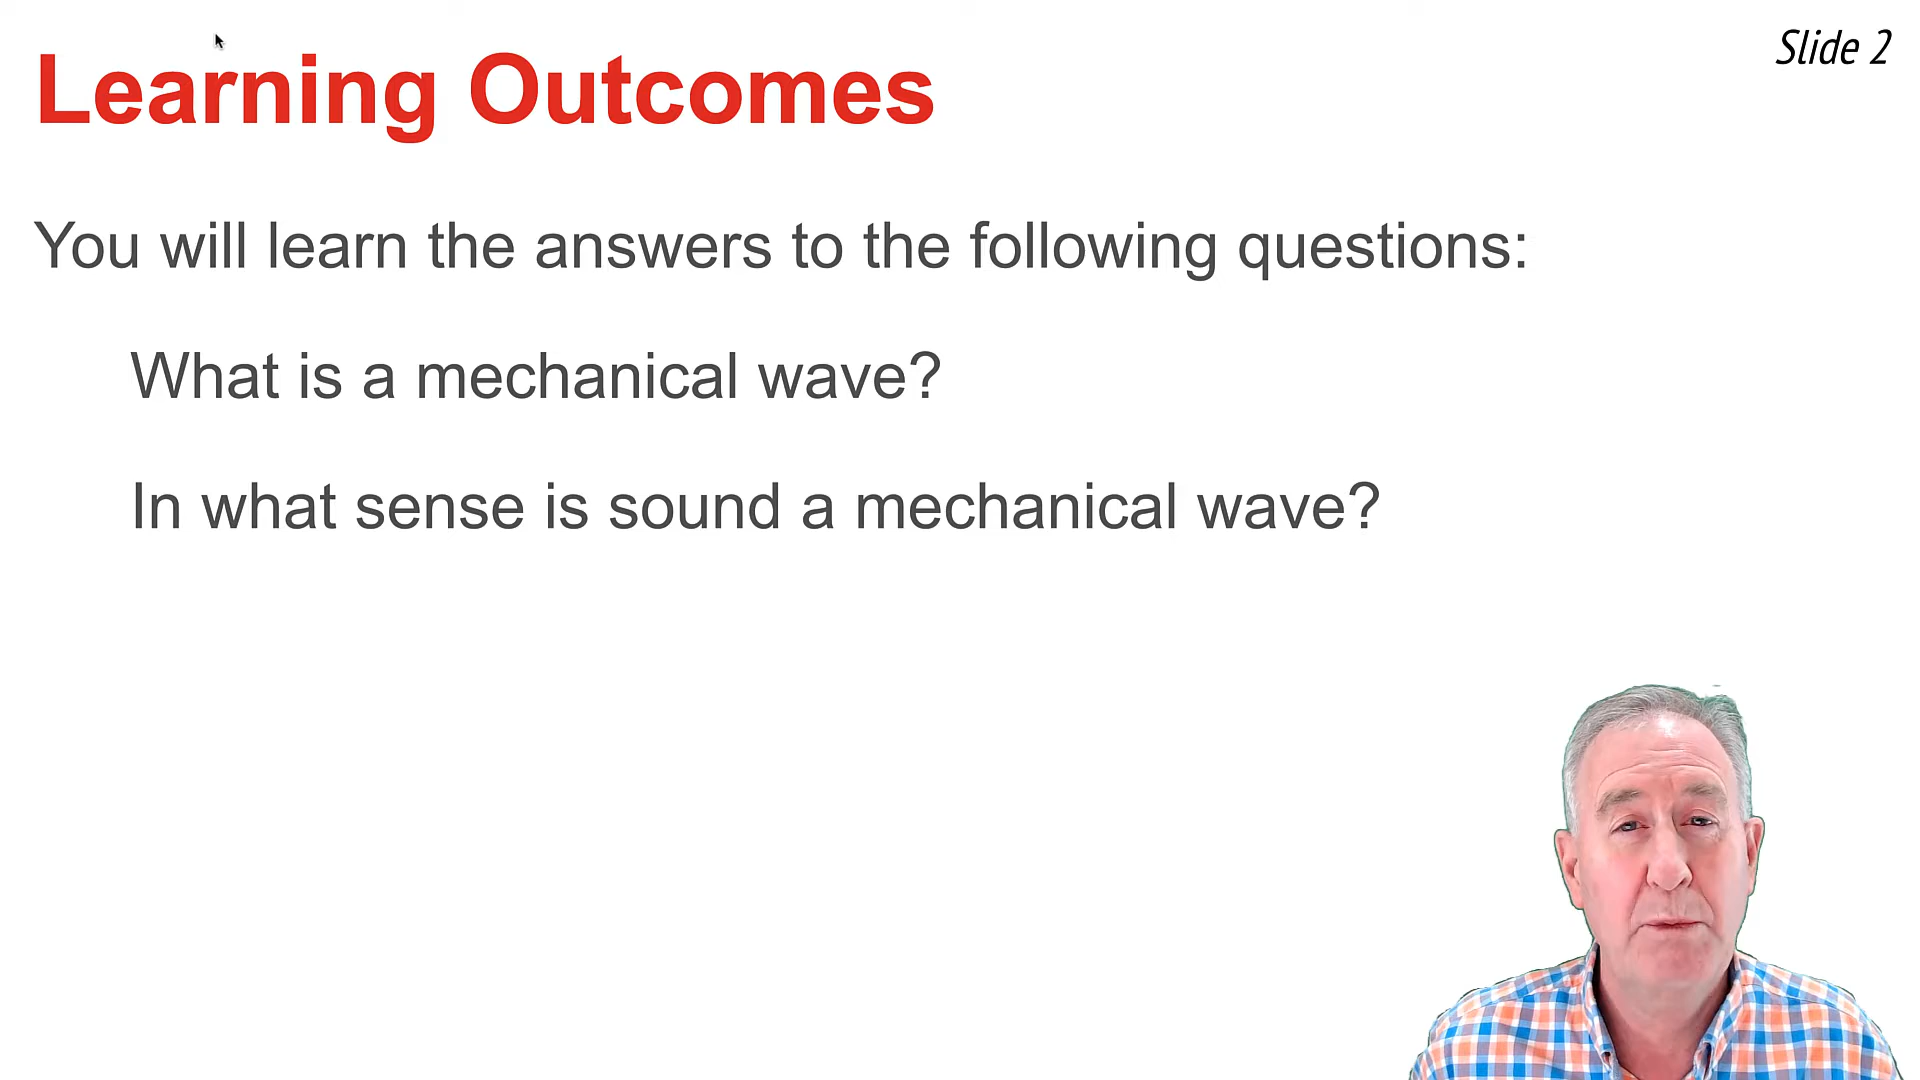 Slide 2
Learning Outcomes
You will learn the answers to the following questions:
What is a mechanical wave?
In what sense is sound a mechanical wave?